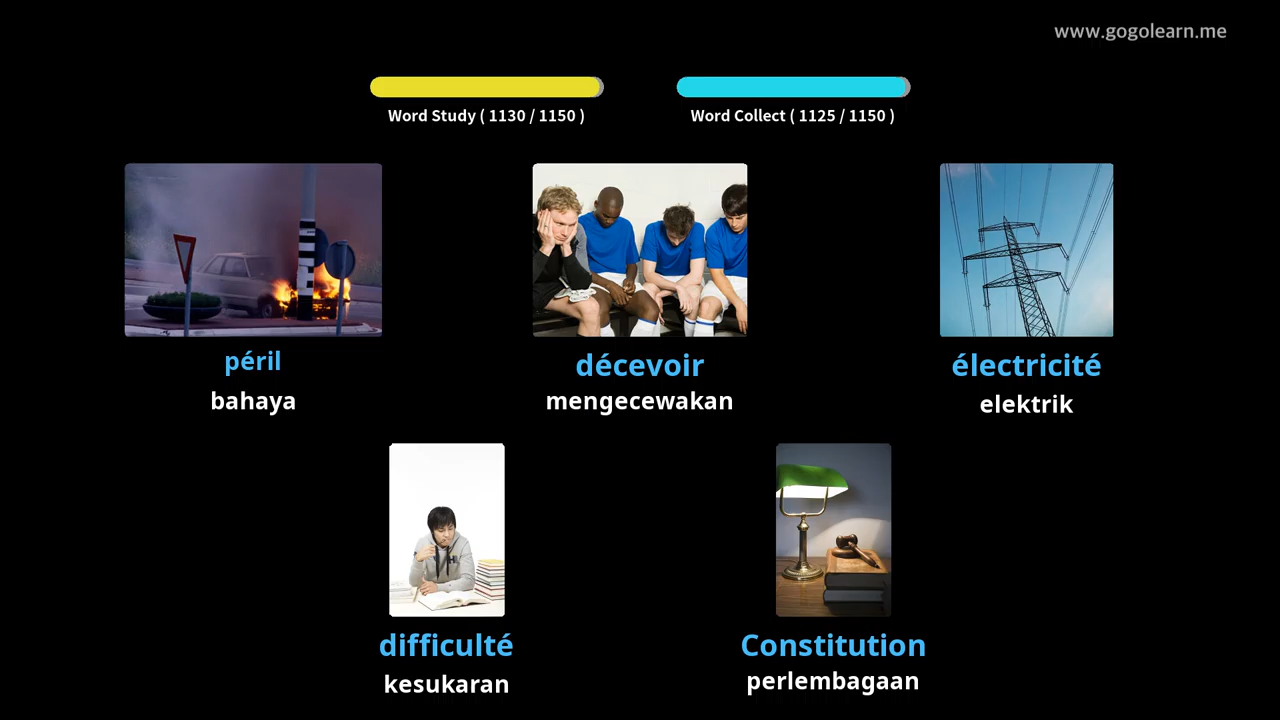 www.gogolearn.me
Word Study ( 1130 / 1150 )
Word Collect ( 1125 / 1150 )
péril
bahaya
décevoir
mengecewakan
électricité
elektrik
difficulté
kesukaran
Constitution
perlembagaan